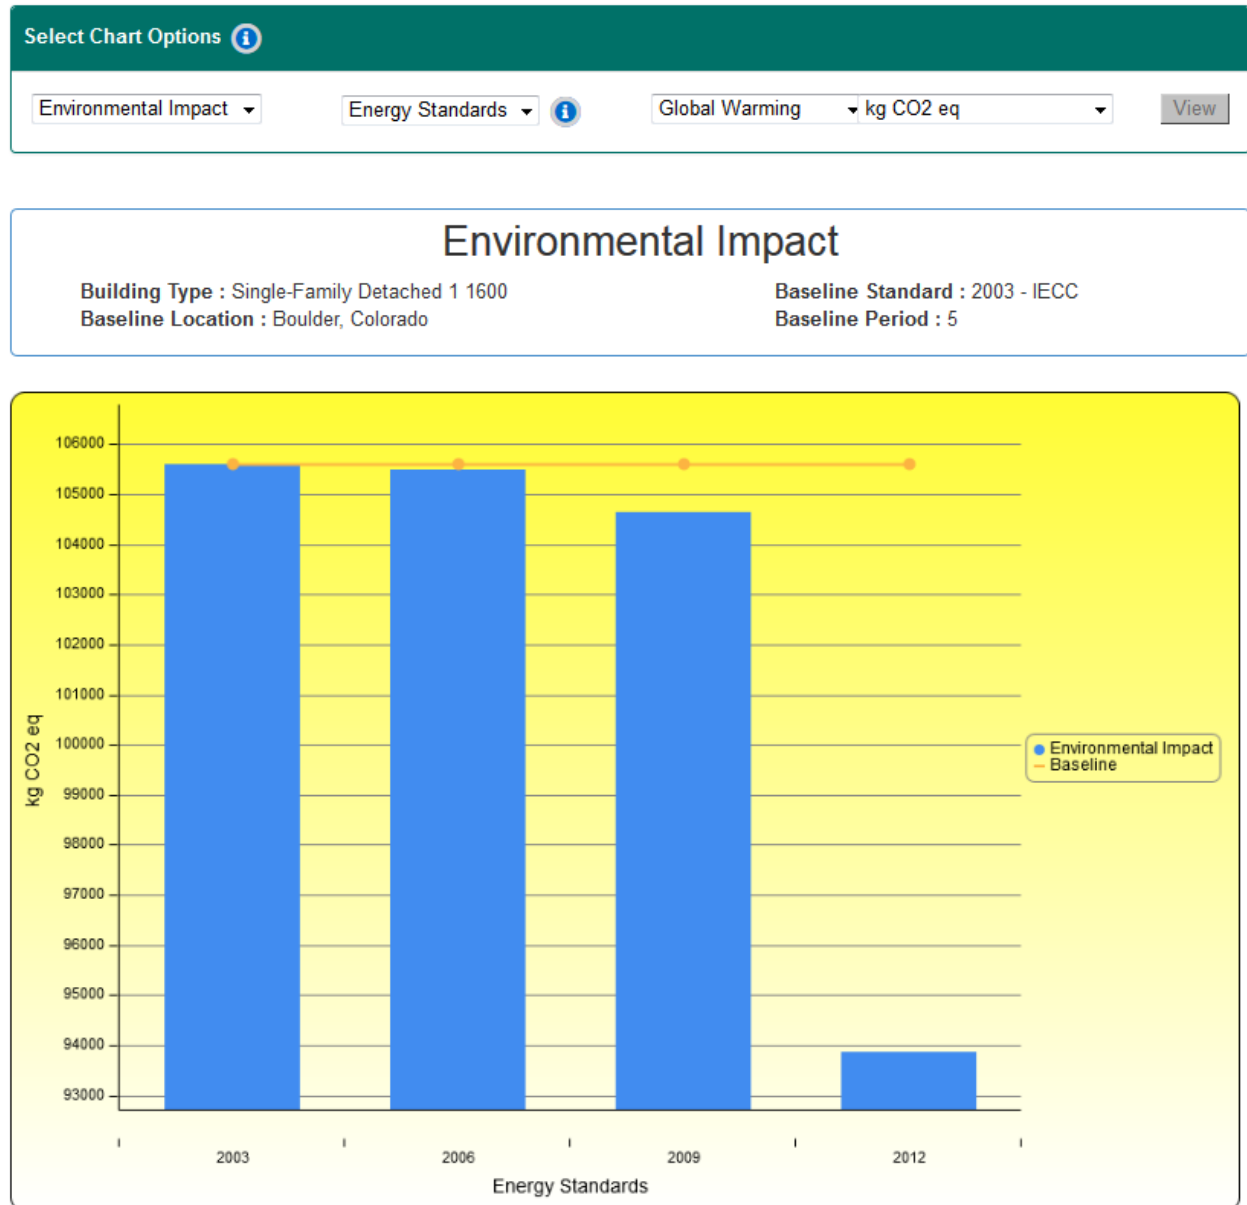 Select Chart Options
Environmental Impact Energy Standards Global Warming kg CO2 eq View
Environmental Impact
Building Type : Single-Family Detached 1 1600 Baseline Standard : 2003 - IECC
Baseline Location : Boulder, Colorado Baseline Period : 5
106000
105000
104000
103000
102000
101000
100000
99000
98000
97000
96000
95000
94000
93000
kg CO2 eq
Environmental Impact
Baseline
2003 2006 2009 2012
Energy Standards